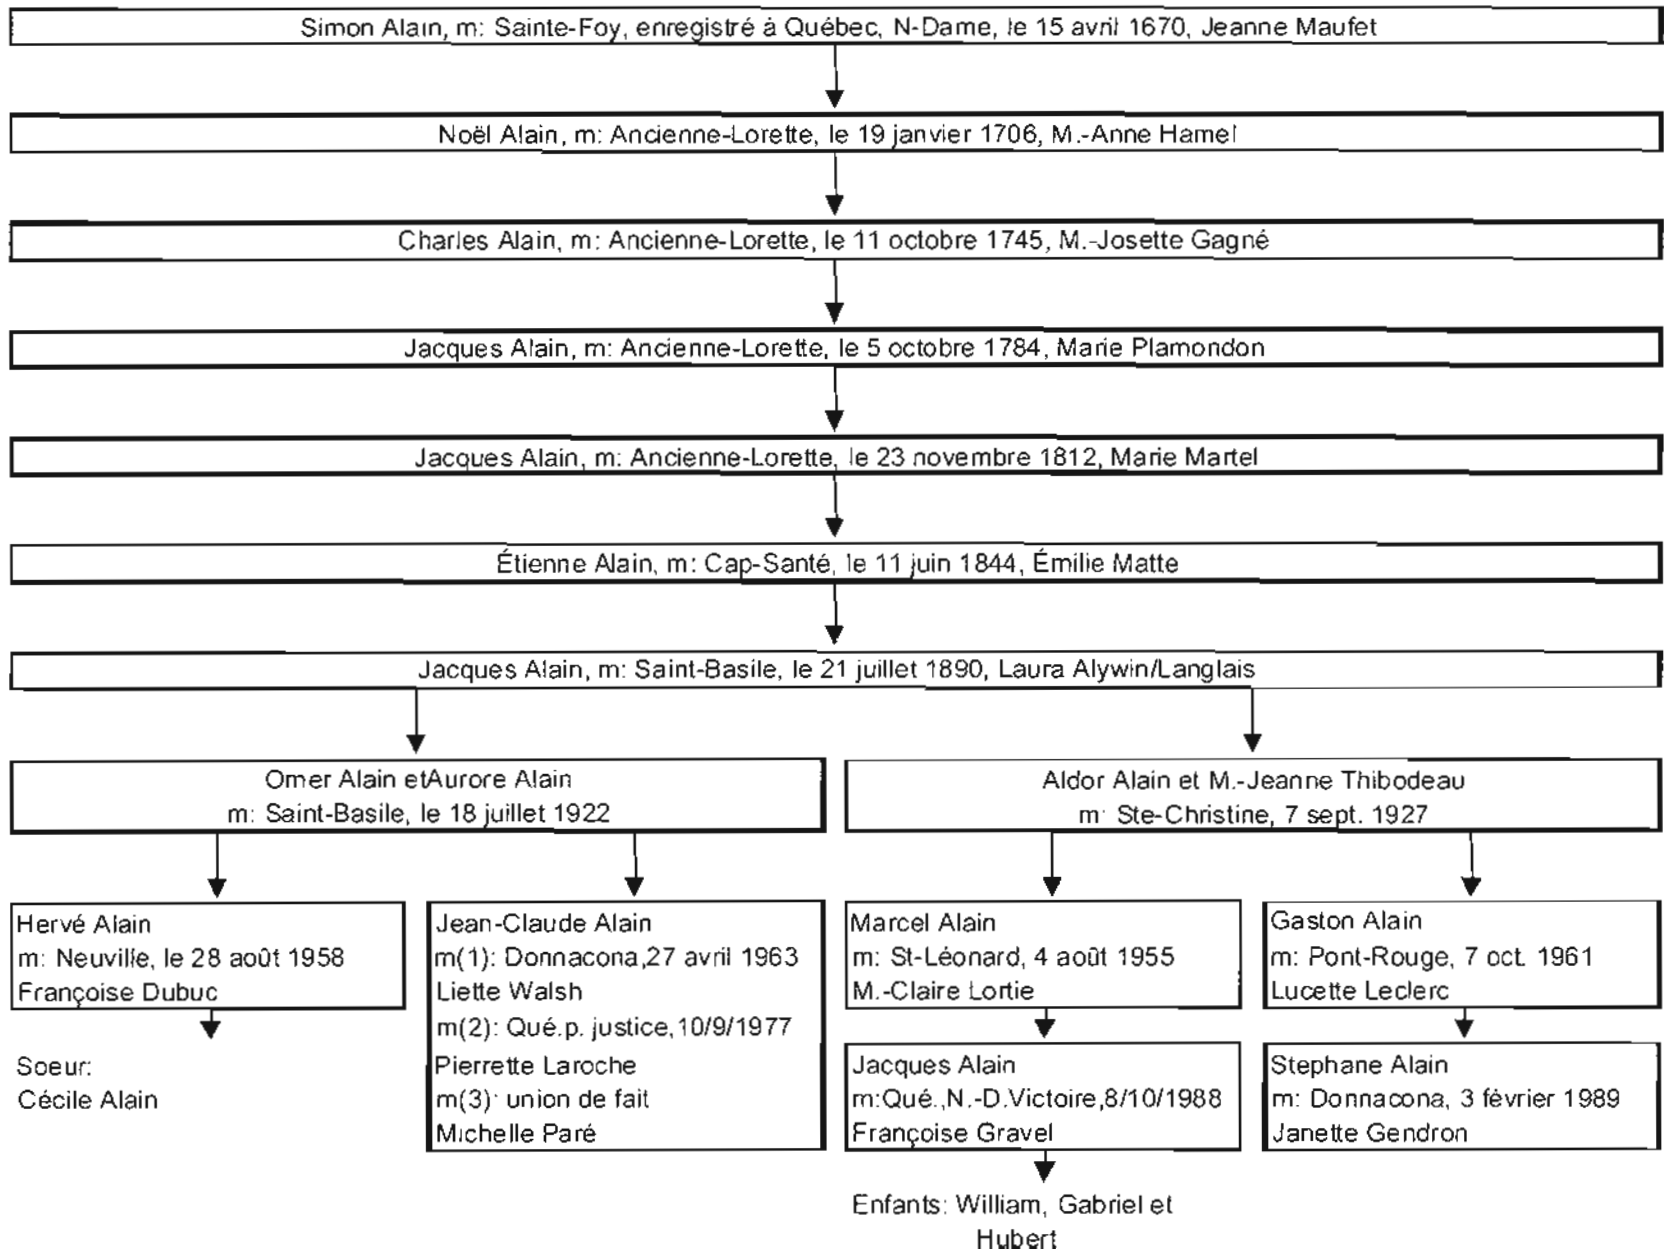 Simon Alain, m: Sainte-Foy, enregistré à Québec, N-Dame, le 15 avril 1670, Jeanne Maufet
Noël Alain, m: Ancienne-Lorette, le 19 janvier 1706, M.-Anne Hamel
Charles Alain, m: Ancienne-Lorette, le 11 octobre 1745, M.-Josette Gagné
Jacques Alain, m: Ancienne-Lorette, le 5 octobre 1784, Marie Plamondon
Jacques Alain, m: Ancienne-Lorette, le 23 novembre 1812, Marie Martel
Étienne Alain, m: Cap-Santé, le 11 juin 1844, Émilie Matte
Jacques Alain, m: Saint-Basile, le 21 juillet 1890, Laura Alywin/Langlais
Omer Alain etAurore Alain
m: Saint-Basile, le 18 juillet 1922
Aldor Alain et M.-Jeanne Thibodeau
m: Ste-Christine, 7 sept. 1927
Hervé Alain
m: Neuville, le 28 août 1958
Françoise Dubuc
Soeur:
Cécile Alain
Jean-Claude Alain
m(1): Donnacona,27 avril 1963
Liette Walsh
m(2): Qué.p. justice,10/9/1977
Pierrette Laroche
m(3): union de fait
Michelle Paré
Marcel Alain
m: St-Léonard, 4 août 1955
M.-Claire Lortie
Jacques Alain
m:Qué.,N.-D.Victoire,8/10/1988
Françoise Gravel
Enfants: William, Gabriel et
Hubert
Gaston Alain
m: Pont-Rouge, 7 oct. 1961
Lucette Leclerc
Stephane Alain
m: Donnacona, 3 février 1989
Janette Gendron